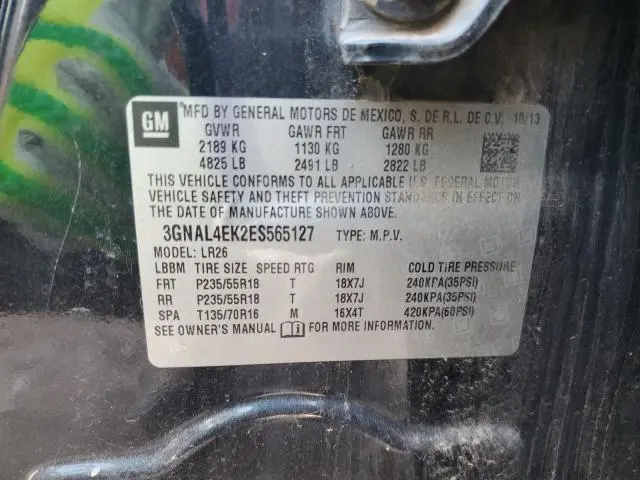 GM
MFD BY GENERAL MOTORS DE MEXICO, S. DE R.L. DE C.V. 10/13
GVWR GAWR FRT GAWR RR
2189 KG 1130 KG 1280 KG
4825 LB 2491 LB 2822 LB
THIS VEHICLE CONFORMS TO ALL APPLICABLE U.S. FEDERAL MOTOR
VEHICLE SAFETY AND THEFT PREVENTION STANDARDS IN EFFECT ON
THE DATE OF MANUFACTURE SHOWN ABOVE.
3GNAL4EK2ES565127 TYPE: M.P.V.
MODEL: LR26
LBBM TIRE SIZE SPEED RTG RIM COLD TIRE PRESSURE
FRT P235/55R18 T 18X7J 240KPA(35PSI)
RR P235/55R18 T 18X7J 240KPA(35PSI)
SPA T135/70R16 M 16X4T 420KPA(60PSI)
SEE OWNER'S MANUAL FOR MORE INFORMATION.